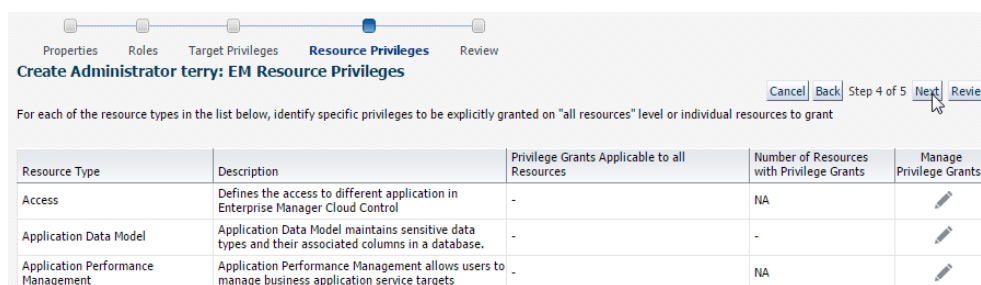 Properties Roles Target Privileges Resource Privileges Review
Create Administrator terry: EM Resource Privileges
Cancel Back Step 4 of 5 Next Revie
For each of the resource types in the list below, identify specific privileges to be explicitly granted on "all resources" level or individual resources to grant
Resource Type Description Privilege Grants Applicable to all Resources Number of Resources with Privilege Grants Manage Privilege Grants
Access Defines the access to different application in Enterprise Manager Cloud Control - NA
Application Data Model Application Data Model maintains sensitive data types and their associated columns in a database. - -
Application Performance Management Application Performance Management allows users to manage business application service targets - NA